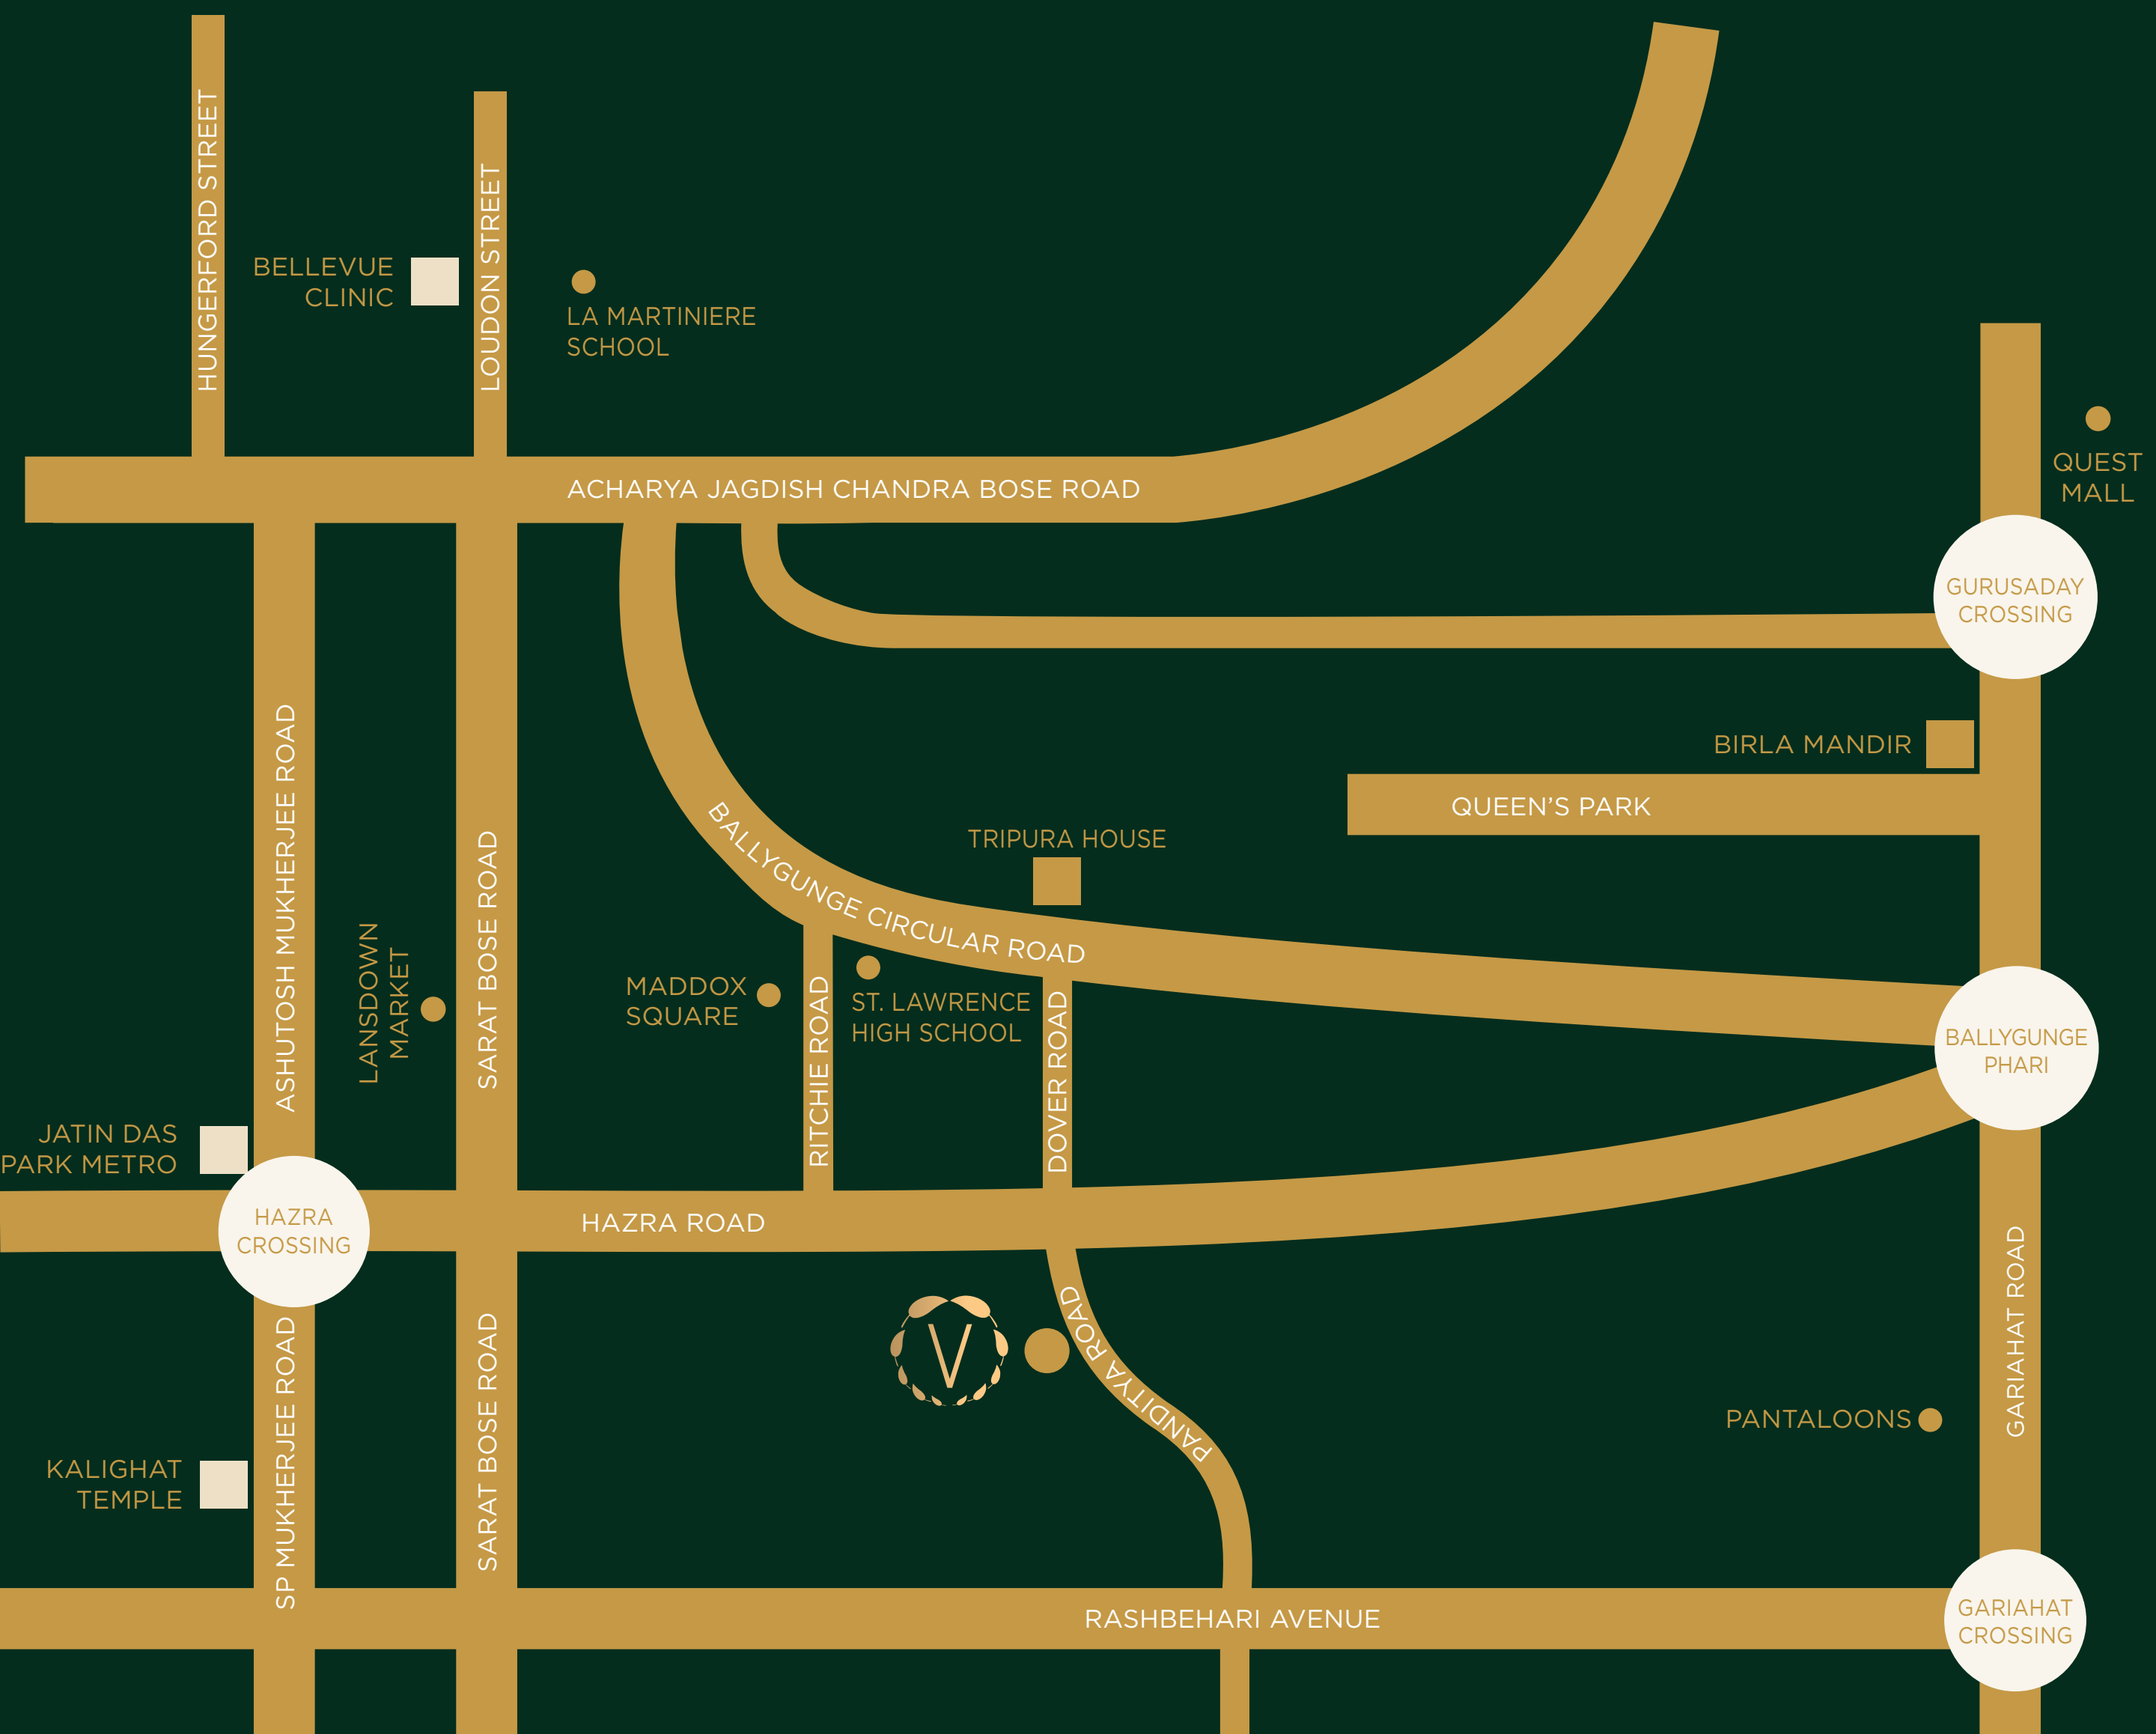 HUNGERFORD STREET
LOUDON STREET
BELLEVUE
CLINIC
LA MARTINIERE
SCHOOL
QUEST
MALL
ACHARYA JAGDISH CHANDRA BOSE ROAD
GURUSADAY
CROSSING
BIRLA MANDIR
QUEEN'S PARK
ASHUTOSH MUKHERJEE ROAD
SARAT BOSE ROAD
BALLYGUNGE CIRCULAR ROAD
TRIPURA HOUSE
LANSDOWN
MARKET
MADDOX
SQUARE
RITCHIE ROAD
ST. LAWRENCE
HIGH SCHOOL
DOVER ROAD
BALLYGUNGE
PHARI
JATIN DAS
PARK METRO
HAZRA
CROSSING
HAZRA ROAD
V
PANDITYA ROAD
GARIAHAT ROAD
PANTALOONS
KALIGHAT
TEMPLE
SP MUKHERJEE ROAD
SARAT BOSE ROAD
RASHBEHARI AVENUE
GARIAHAT
CROSSING